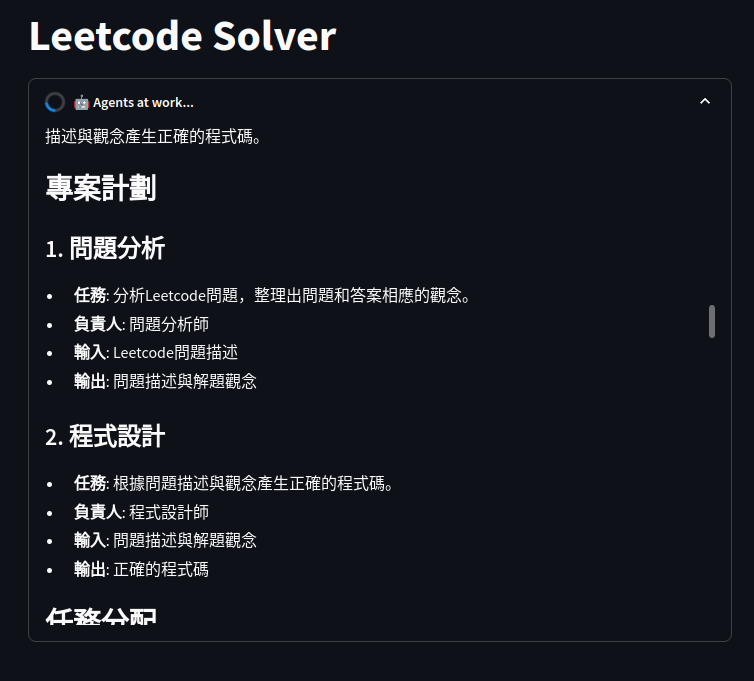 Leetcode Solver
🤖 Agents at work...
描述與觀念產生正確的程式碼。
專案計劃
1. 問題分析
• 任務: 分析Leetcode問題，整理出問題和答案相應的觀念。
• 負責人: 問題分析師
• 輸入: Leetcode問題描述
• 輸出: 問題描述與解題觀念
2. 程式設計
• 任務: 根據問題描述與觀念產生正確的程式碼。
• 負責人: 程式設計師
• 輸入: 問題描述與解題觀念
• 輸出: 正確的程式碼
任務分配